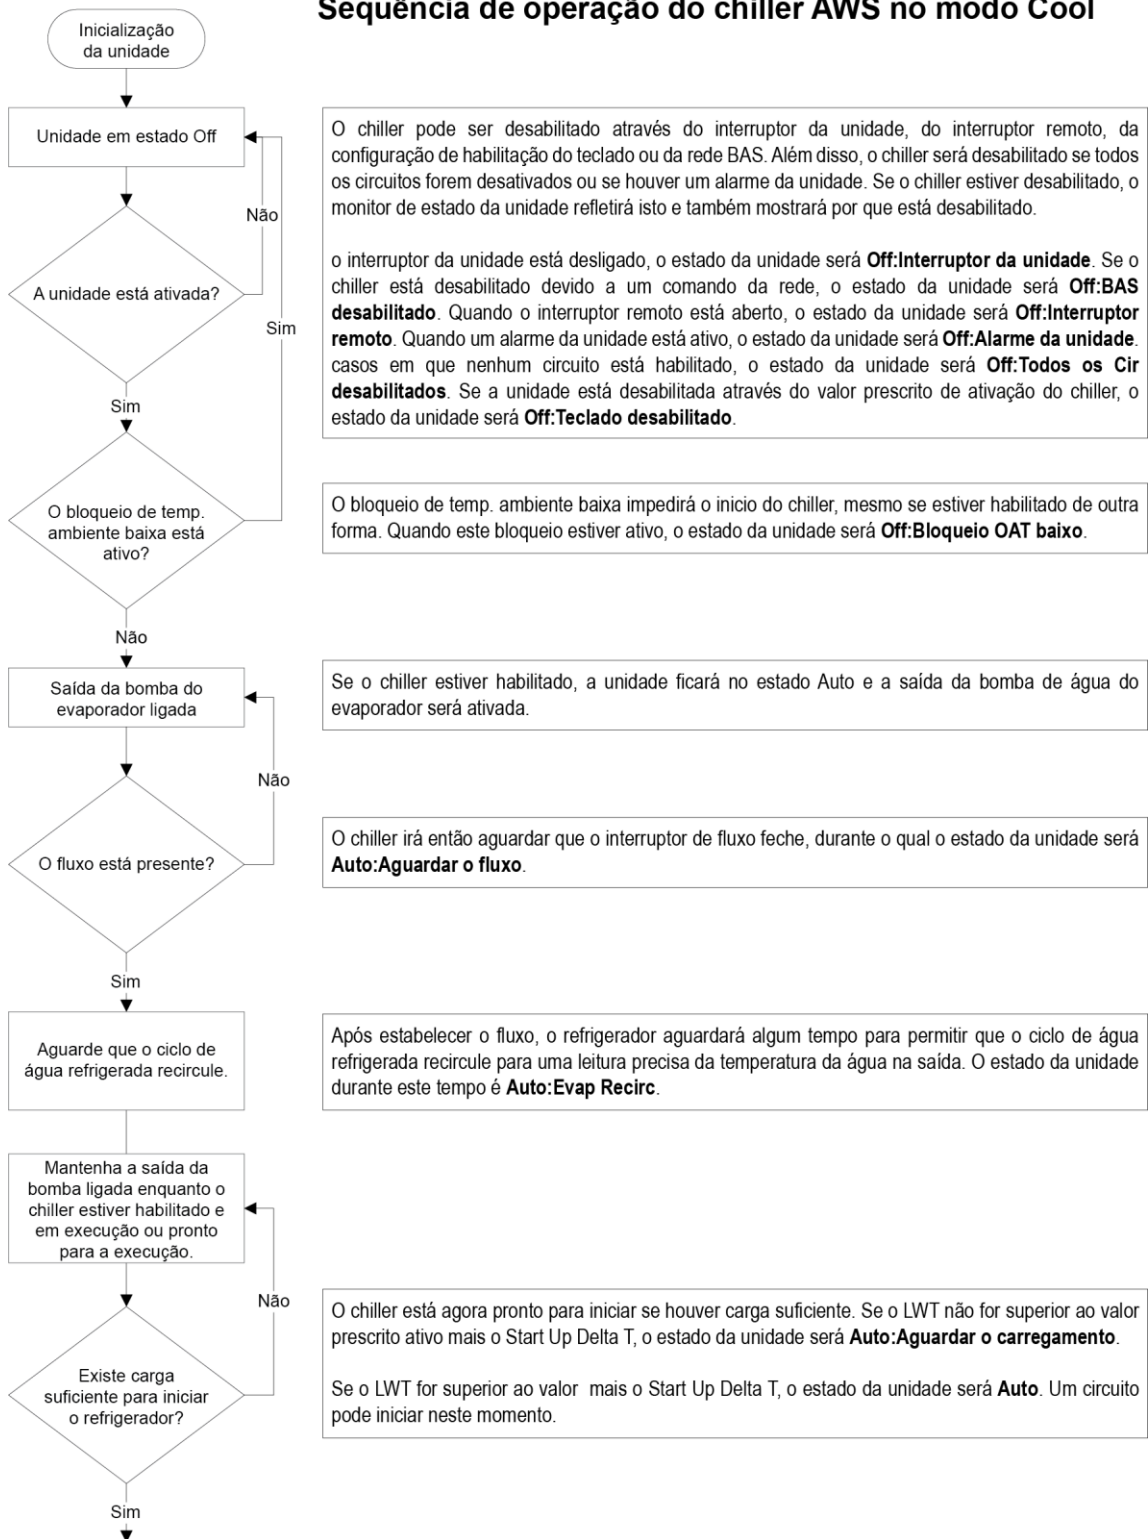 Sequência de operação do chiller AWS no modo Cool
Inicialização
da unidade
Unidade em estado Off
O chiller pode ser desabilitado através do interruptor da unidade, do interruptor remoto, da
configuração de habilitação do teclado ou da rede BAS. Além disso, o chiller será desabilitado se todos
os circuitos forem desativados ou se houver um alarme da unidade. Se o chiller estiver desabilitado, o
monitor de estado da unidade refletirá isto e também mostrará por que está desabilitado.
o interruptor da unidade está desligado, o estado da unidade será Off:Interruptor da unidade. Se o
chiller está desabilitado devido a um comando da rede, o estado da unidade será Off:BAS
desabilitado. Quando o interruptor remoto está aberto, o estado da unidade será Off:Interruptor
remoto. Quando um alarme da unidade está ativo, o estado da unidade será Off:Alarme da unidade.
casos em que nenhum circuito está habilitado, o estado da unidade será Off:Todos os Cir
desabilitados. Se a unidade está desabilitada através do valor prescrito de ativação do chiller, o
estado da unidade será Off:Teclado desabilitado.
Não
A unidade está ativada?
Sim
Sim
O bloqueio de temp.
ambiente baixa está
ativo?
O bloqueio de temp. ambiente baixa impedirá o inicio do chiller, mesmo se estiver habilitado de outra
forma. Quando este bloqueio estiver ativo, o estado da unidade será Off:Bloqueio OAT baixo.
Não
Saída da bomba do
evaporador ligada
Se o chiller estiver habilitado, a unidade ficará no estado Auto e a saída da bomba de água do
evaporador será ativada.
Não
O fluxo está presente?
O chiller irá então aguardar que o interruptor de fluxo feche, durante o qual o estado da unidade será
Auto:Aguardar o fluxo.
Sim
Aguarde que o ciclo de
água refrigerada recircule.
Após estabelecer o fluxo, o refrigerador aguardará algum tempo para permitir que o ciclo de água
refrigerada recircule para uma leitura precisa da temperatura da água na saída. O estado da unidade
durante este tempo é Auto:Evap Recirc.
Mantenha a saída da
bomba ligada enquanto o
chiller estiver habilitado e
em execução ou pronto
para a execução.
Não
Existe carga
suficiente para iniciar
o refrigerador?
O chiller está agora pronto para iniciar se houver carga suficiente. Se o LWT não for superior ao valor
prescrito ativo mais o Start Up Delta T, o estado da unidade será Auto:Aguardar o carregamento.
Se o LWT for superior ao valor mais o Start Up Delta T, o estado da unidade será Auto. Um circuito
pode iniciar neste momento.
Sim